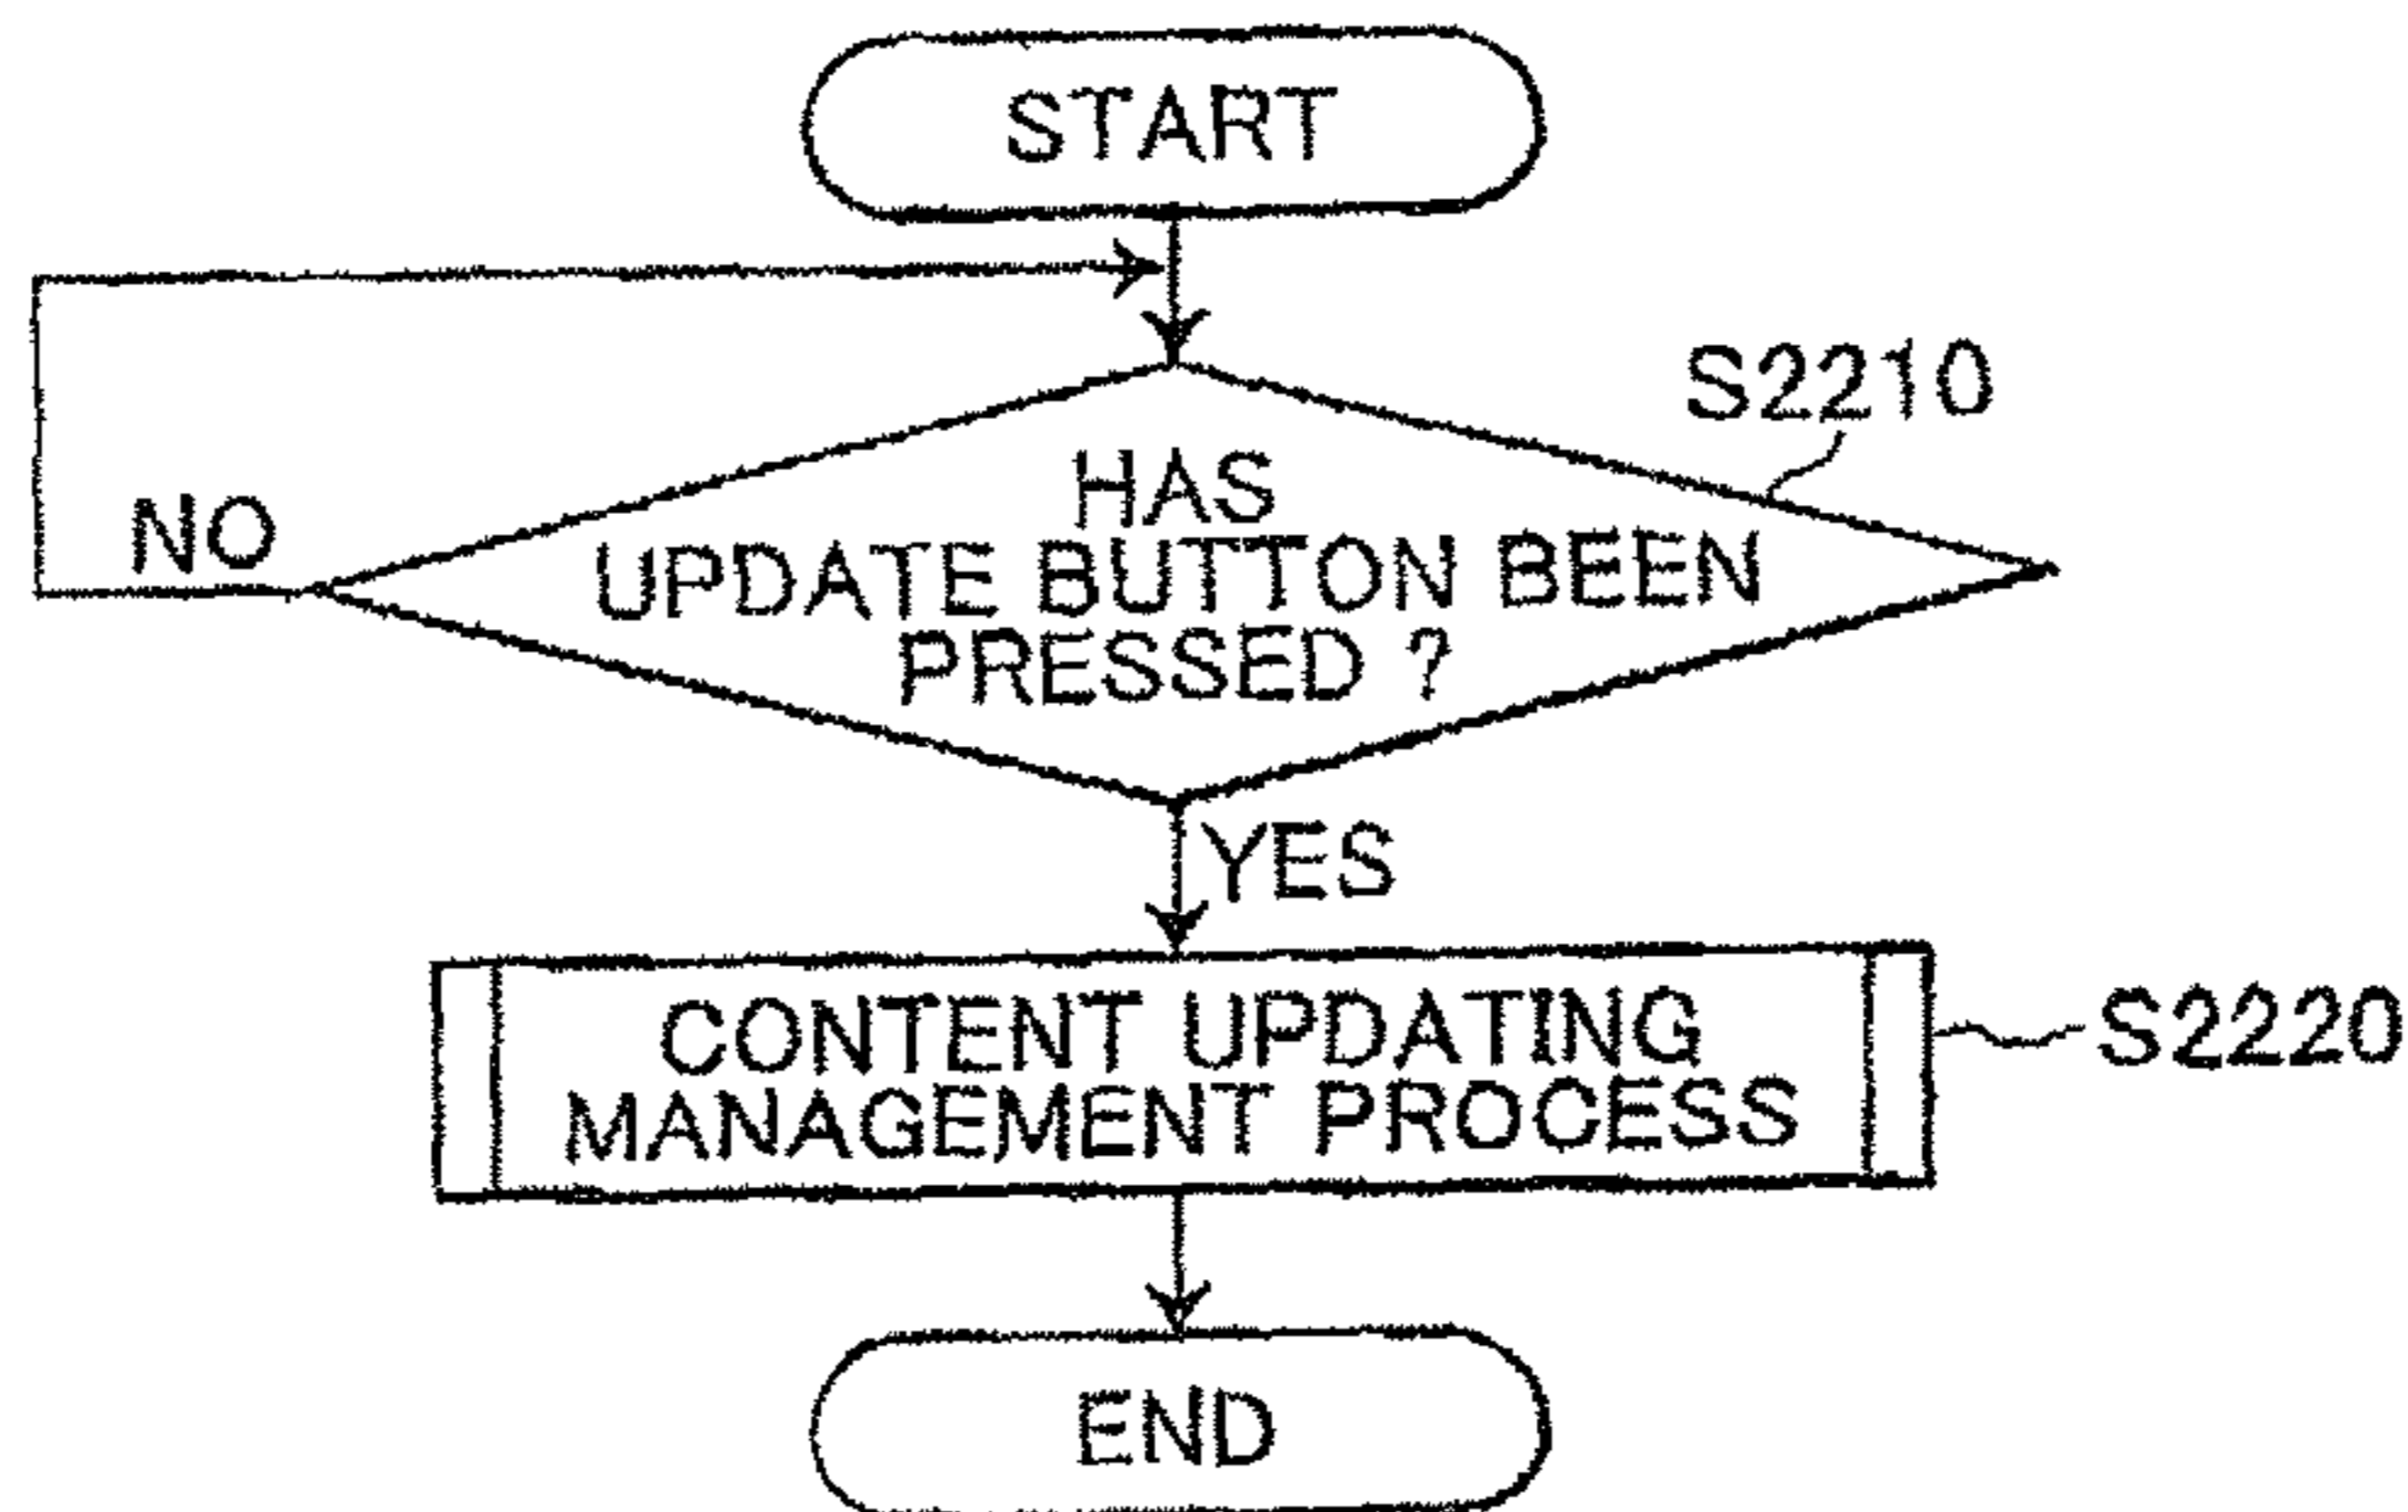 START
S2210
HAS
NO
UPDATE BUTTON BEEN
PRESSED ?
YES
CONTENT UPDATING
MANAGEMENT PROCESS
S2220
END